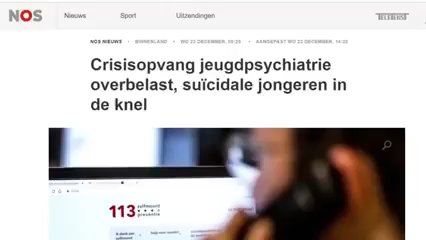 NOS Nieuws Sport Uitzendingen TELETEKST
NOS NIEUWS • BINNENLAND • WO 23 DECEMBER, 00:23 • AANGEPAST WO 23 DECEMBER, 14:22
Crisisopvang jeugdpsychiatrie
overbelast, suïcidale jongeren in
de knel
113 zelfmoord
preventie